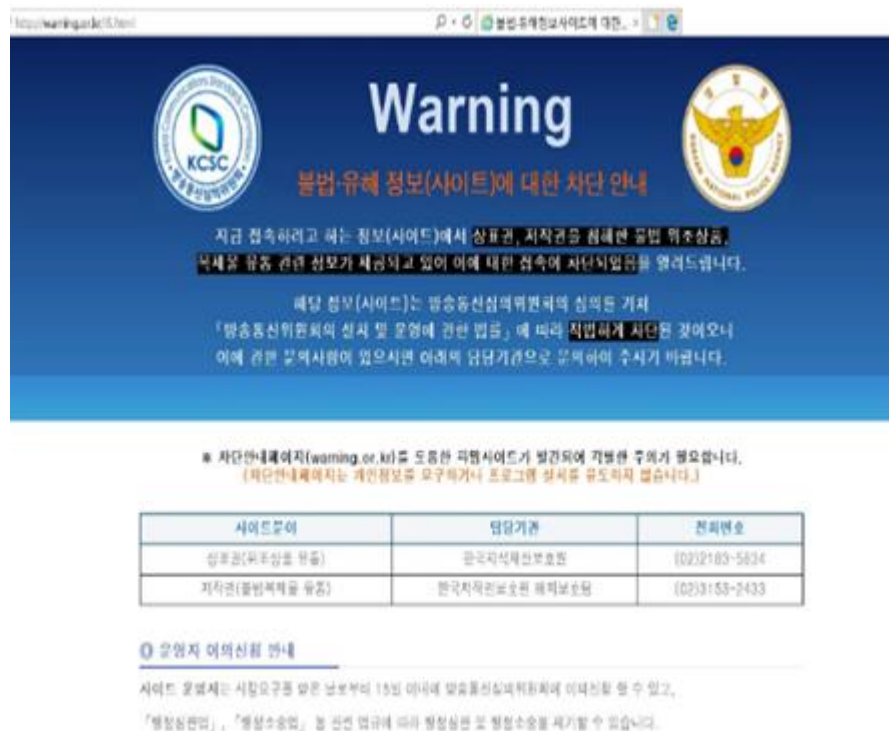 Warning
KCSC
불법·유해 정보(사이트)에 대한 차단 안내
지금 접속하려고 하는 정보(사이트)에서 상표권, 저작권을 침해한 불법 위조상품,
복제물 유통 관련 정보가 제공되고 있어 이에 대한 접속이 차단되었음을 알려드립니다.
해당 정보(사이트)는 방송통신심의위원회의 심의를 거쳐
「방송통신위원회의 설치 및 운영에 관한 법률」에 따라 적법하게 차단된 것이오니
이에 관한 문의사항이 있으시면 아래의 담당기관으로 문의하여 주시기 바랍니다.
※ 차단안내페이지(warning.or.kr)를 도용한 피밍사이트가 발견되어 각별한 주의가 필요합니다.
(차단안내페이지는 개인정보를 요구하거나 프로그램 설치를 유도하지 않습니다.)
사이트분야 담당기관 전화번호
상표권(위조상품 유통) 한국지식재산보호원 (02)2183-5834
저작권(불법복제물 유통) 한국저작권보호원 해외보호팀 (02)3153-2433
운영자 이의신청 안내
사이트 운영자는 시정요구를 받은 날로부터 15일 이내에 방송통신심의위원회에 이의신청 할 수 있고,
「행정심판법」, 「행정소송법」 등 관련 법규에 따라 행정심판 및 행정소송을 제기할 수 있습니다.